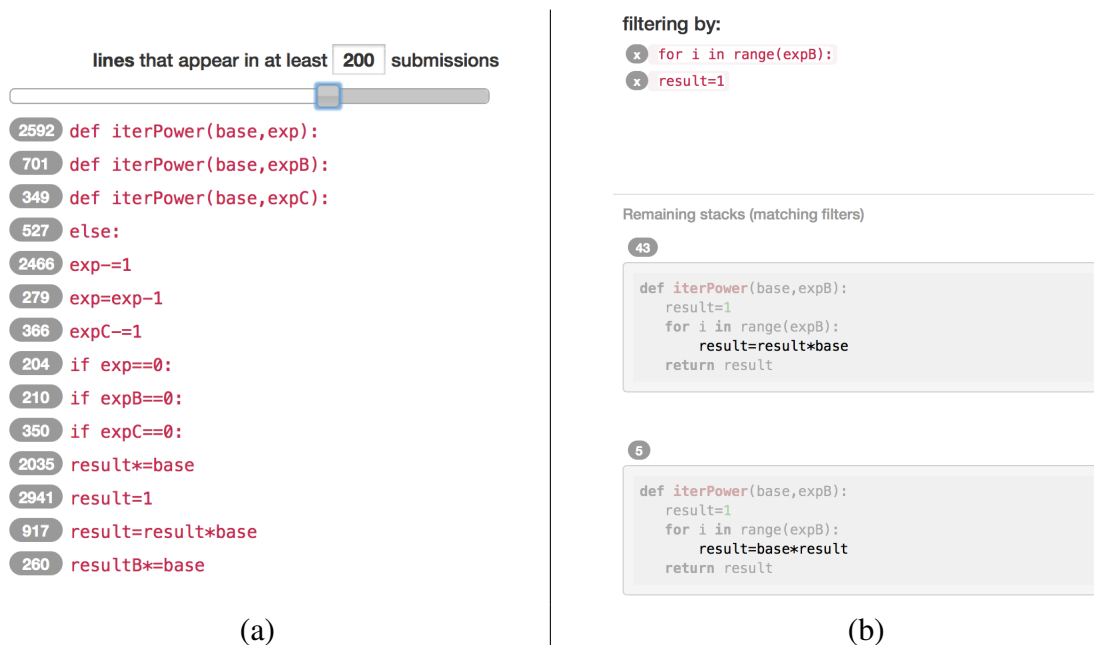 lines that appear in at least 200 submissions
2592 def iterPower(base,exp):
701 def iterPower(base,expB):
349 def iterPower(base,expC):
527 else:
2466 exp-=1
279 exp=exp-1
366 expC-=1
204 if exp==0:
210 if expB==0:
350 if expC==0:
2035 result*=base
2941 result=1
917 result=result*base
260 resultB*=base
(a)
filtering by:
x for i in range(expB):
x result=1
Remaining stacks (matching filters)
43
def iterPower(base,expB):
result=1
for i in range(expB):
result=result*base
return result
5
def iterPower(base,expB):
result=1
for i in range(expB):
result=base*result
return result
(b)